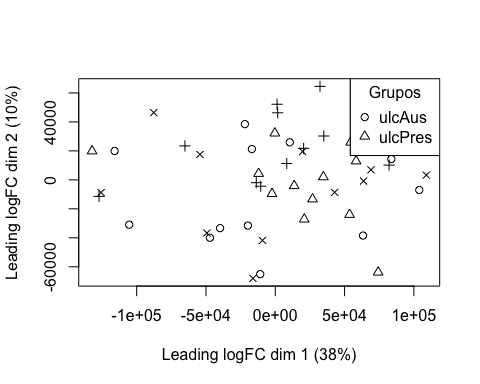 Grupos
ulcAus
ulcPres
Leading logFC dim 2 (10%)
40000
0
-60000
-1e+05
-5e+04
0e+00
5e+04
1e+05
Leading logFC dim 1 (38%)